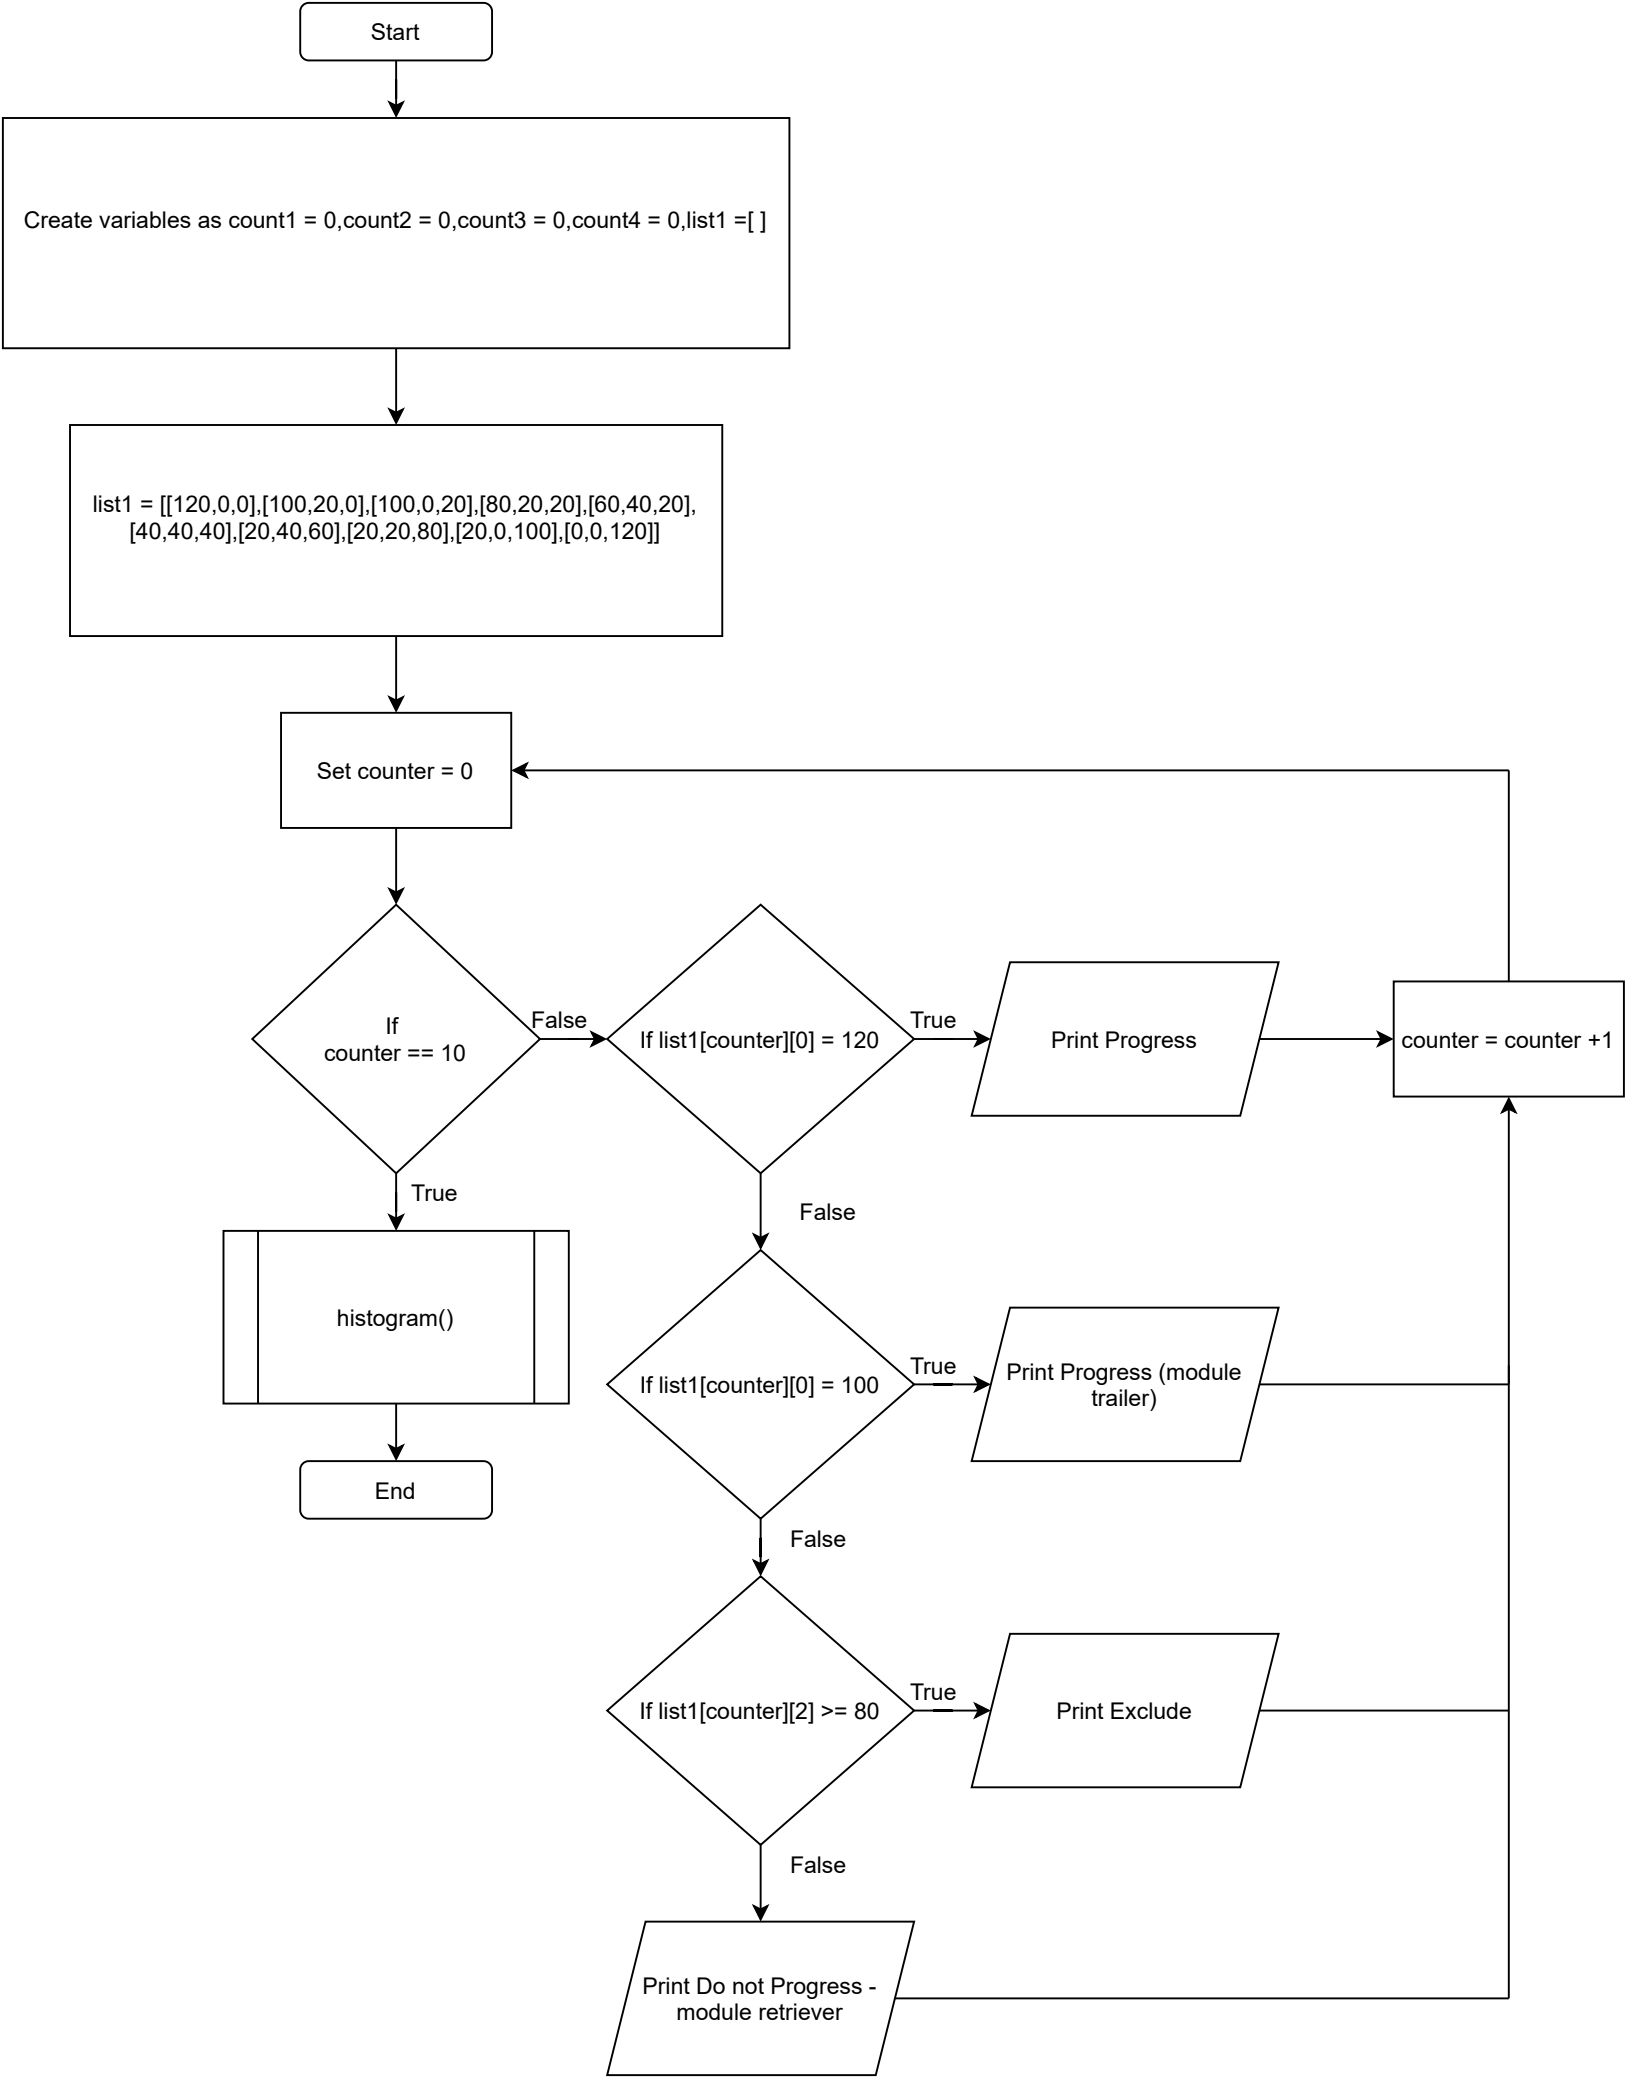 Start
Create variables as count1 = 0,count2 = 0,count3 = 0,count4 = 0,list1 =[ ]
list1 = [[120,0,0],[100,20,0],[100,0,20],[80,20,20],[60,40,20],
[40,40,40],[20,40,60],[20,20,80],[20,0,100],[0,0,120]]
Set counter = 0
If
counter == 10
False
If list1[counter][0] = 120
True
Print Progress
counter = counter +1
True
False
histogram()
If list1[counter][0] = 100
True
Print Progress (module
trailer)
End
False
If list1[counter][2] >= 80
True
Print Exclude
False
Print Do not Progress -
module retriever